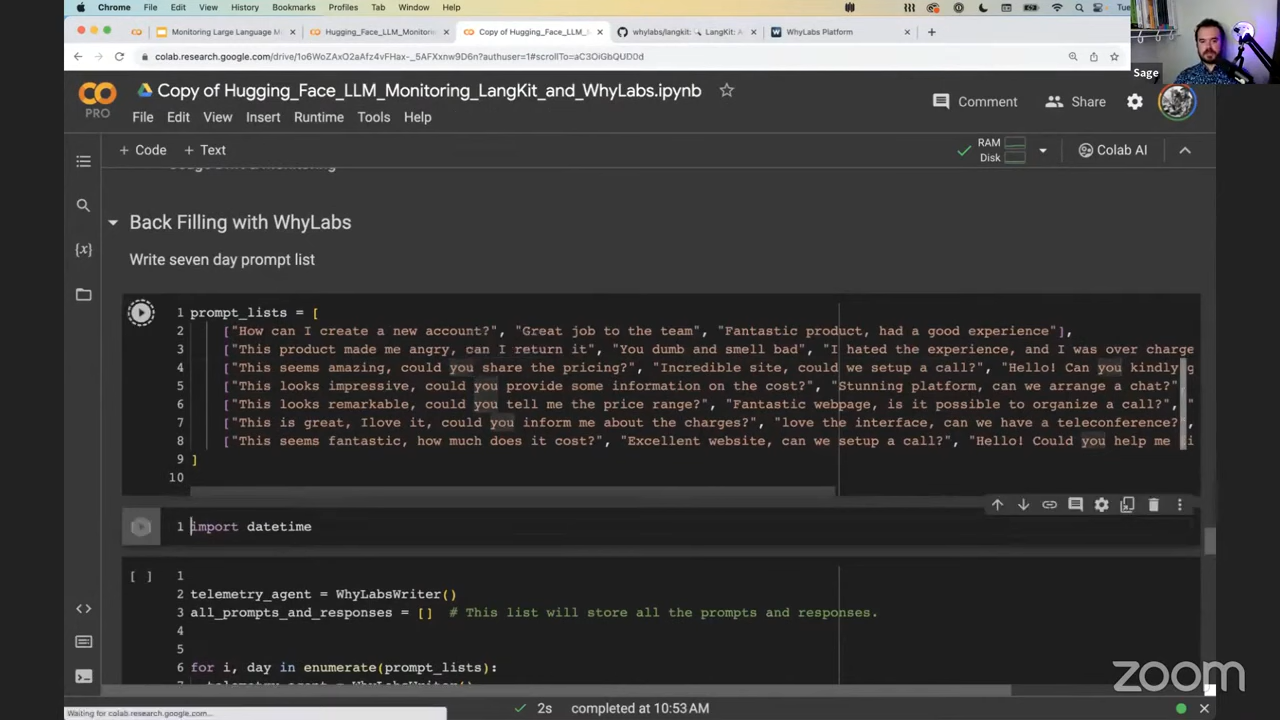 Chrome File Edit View History Bookmarks Profiles Tab Window Help
Tue
Monitoring Large Language M
Hugging_Face_LLM_Monitorin
Copy of Hugging_Face_LLM_
whylabs/langkit: LangKit: A
WhyLabs Platform
colab.research.google.com/drive/1o6WoZAxO2aAfz4vFHax-_5AFXxnw9D6n?authuser=1#scrollTo=aC3OiGbQUD0d
Sage
CO
PRO
Copy of Hugging_Face_LLM_Monitoring_LangKit_and_WhyLabs.ipynb
Comment
Share
File Edit View Insert Runtime Tools Help
+ Code + Text
RAM
Disk
Colab AI
Back Filling with WhyLabs
Write seven day prompt list
1 prompt_lists = [
2 ["How can I create a new account?", "Great job to the team", "Fantastic product, had a good experience"],
3 ["This product made me angry, can I return it", "You dumb and smell bad", "I hated the experience, and I was over charge
4 ["This seems amazing, could you share the pricing?", "Incredible site, could we setup a call?", "Hello! Can you kindly g
5 ["This looks impressive, could you provide some information on the cost?", "Stunning platform, can we arrange a chat?"
6 ["This looks remarkable, could you tell me the price range?", "Fantastic webpage, is it possible to organize a call?", "
7 ["This is great, Ilove it, could you inform me about the charges?", "love the interface, can we have a teleconference?",
8 ["This seems fantastic, how much does it cost?", "Excellent website, can we setup a call?", "Hello! Could you help me
9 ]
10
1 import datetime
[ ] 1
2 telemetry_agent = WhyLabsWriter()
3 all_prompts_and_responses = [] # This list will store all the prompts and responses.
4
5
6 for i, day in enumerate(prompt_lists):
7 telemetry_agent = WhyLabsWriter()
zoom
Waiting for colab.research.google.com...
2s completed at 10:53AM